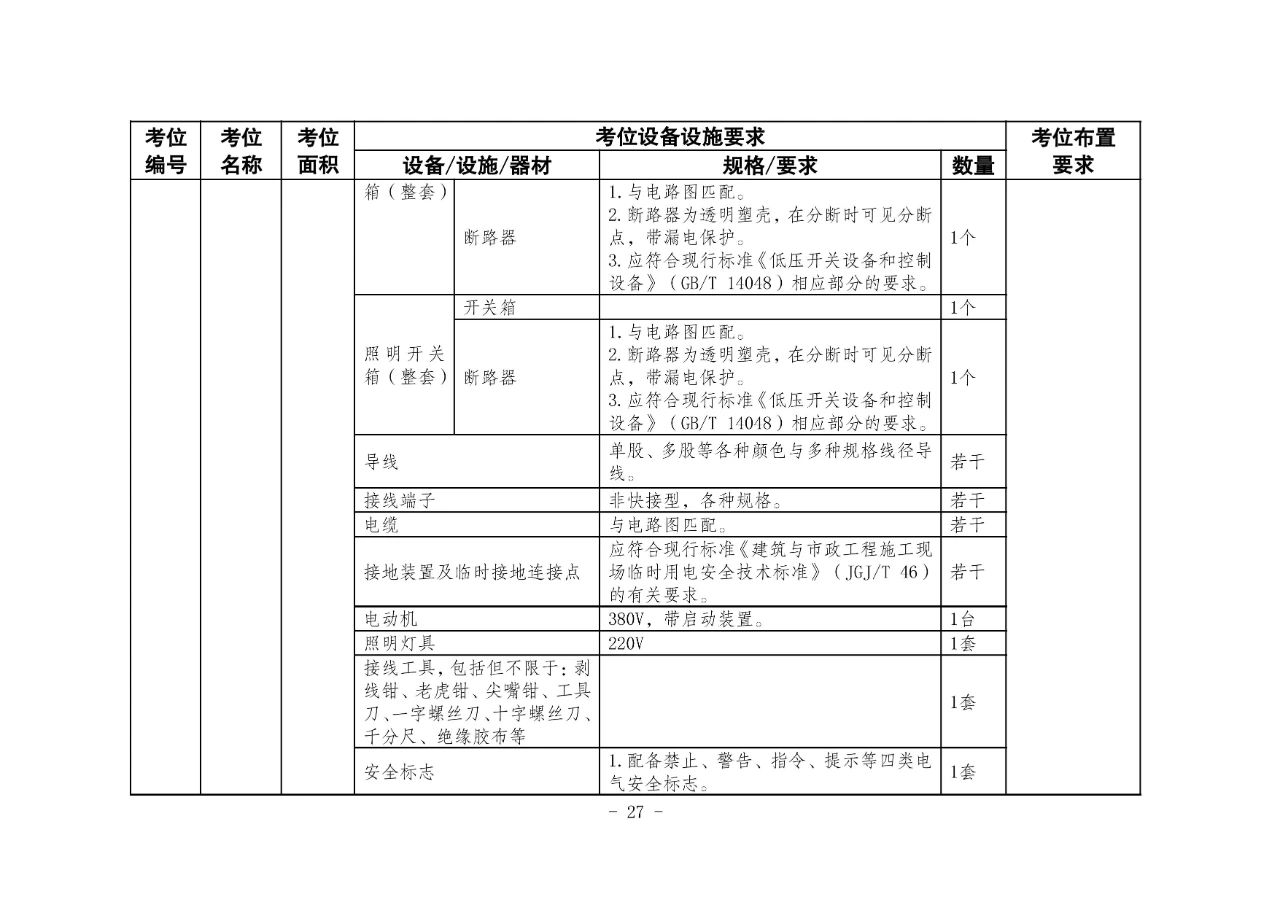 考位编号
考位名称
考位面积
考位设备设施要求
考位布置要求
设备/设施/器材
规格/要求
数量
箱（整套）
断路器
1.与电路图匹配。
2.断路器为透明塑壳，在分断时可见分断
点，带漏电保护。
3.应符合现行标准《低压开关设备和控制
设备》（GB/T 14048）相应部分的要求。
1个
照明开关
箱（整套）
开关箱
1个
断路器
1.与电路图匹配。
2.断路器为透明塑壳，在分断时可见分断
点，带漏电保护。
3.应符合现行标准《低压开关设备和控制
设备》（GB/T 14048）相应部分的要求。
1个
导线
单股、多股等各种颜色与多种规格线径导
线。
若干
接线端子
非快接型，各种规格。
若干
电缆
与电路图匹配。
若干
接地装置及临时接地连接点
应符合现行标准《建筑与市政工程施工现
场临时用电安全技术标准》（JGJ/T 46）
的有关要求。
若干
电动机
380V，带启动装置。
1台
照明灯具
220V
1套
接线工具，包括但不限于：剥
线钳、老虎钳、尖嘴钳、工具
刀、一字螺丝刀、十字螺丝刀、
千分尺、绝缘胶布等
1套
安全标志
1.配备禁止、警告、指令、提示等四类电
气安全标志。
1套
- 27 -